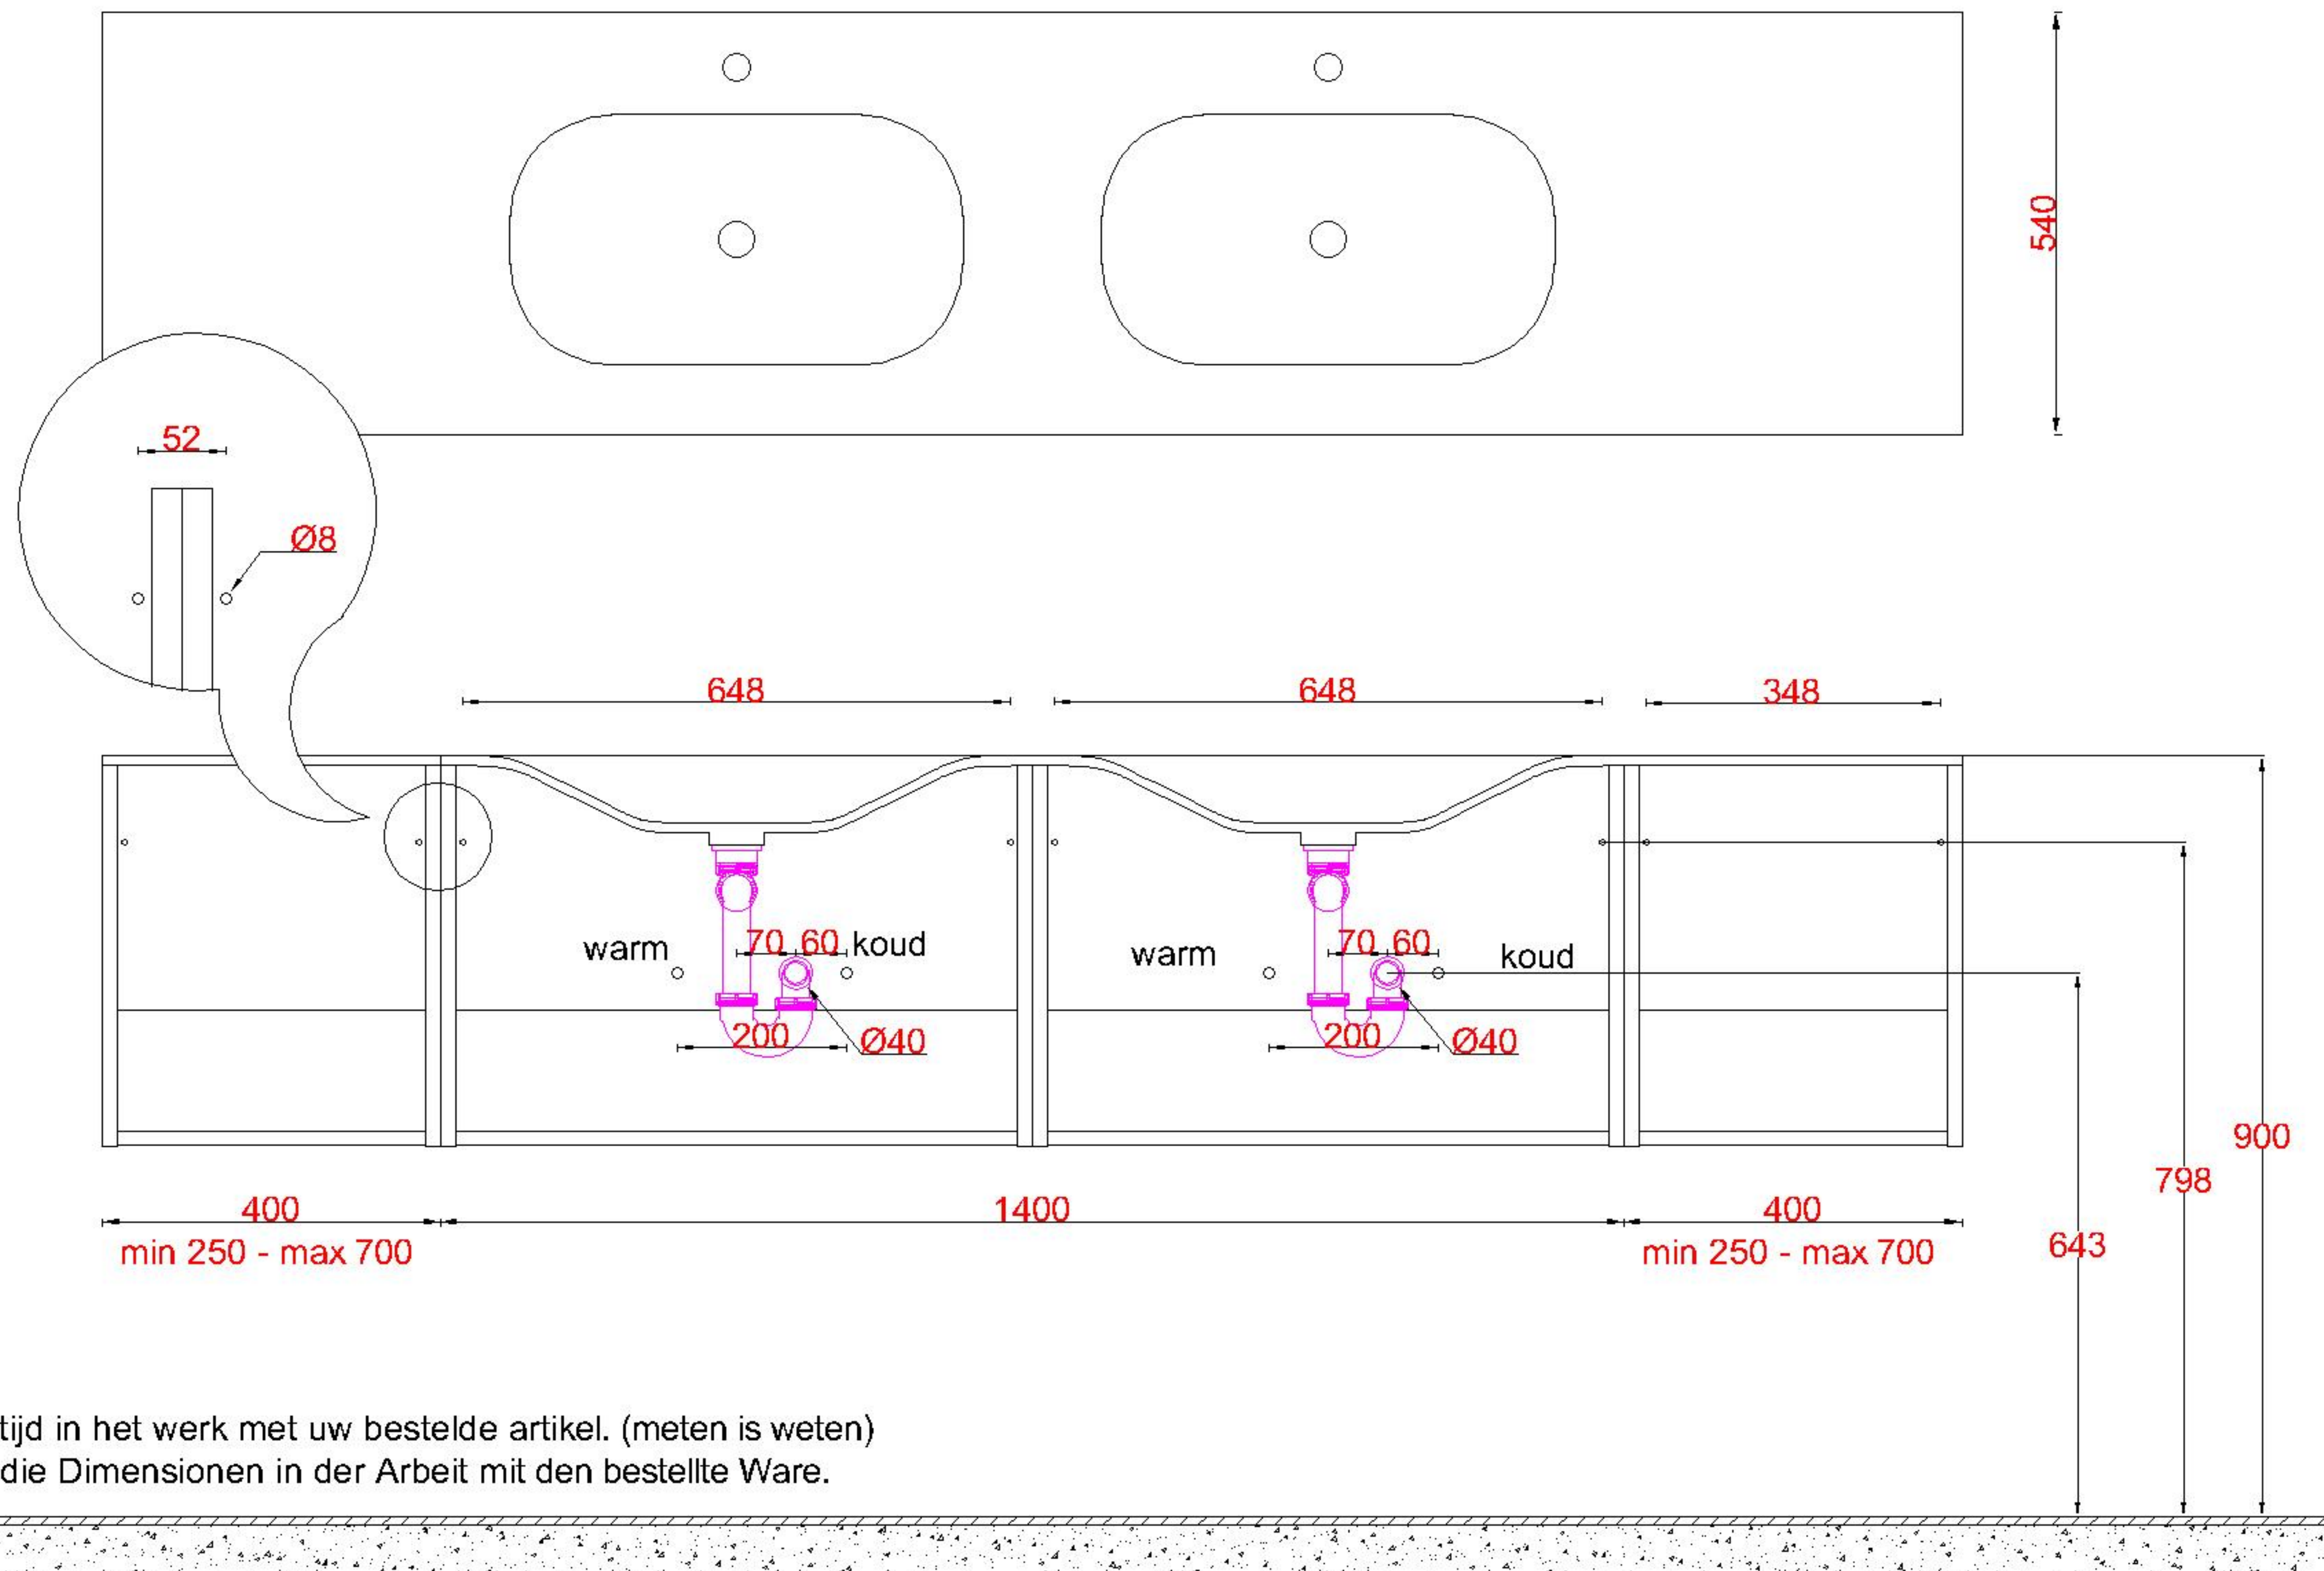 540
52
Ø8
648 648 348
warm 70 60 koud warm 70 60 koud
200 Ø40 200 Ø40
900
798
400 1400 400
min 250 - max 700 min 250 - max 700 643
tijd in het werk met uw bestelde artikel. (meten is weten)
die Dimensionen in der Arbeit mit den bestellte Ware.